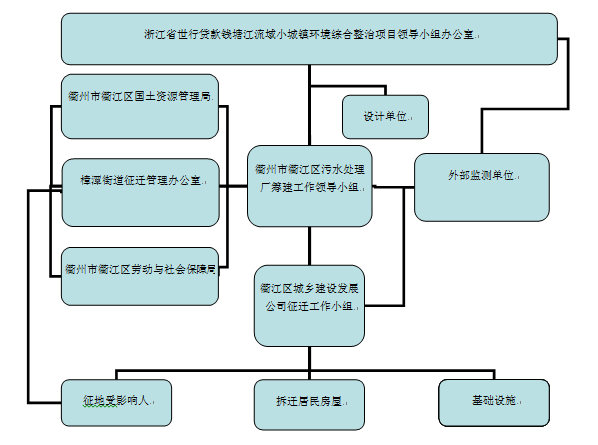 浙江省世行贷款钱塘江流域小城镇环境综合整治项目领导小组办公室
衢州市衢江区国土资源管理局
设计单位
樟潭街道征迁管理办公室
衢州市衢江区污水处理
厂筹建工作领导小组
外部监测单位
衢州市衢江区劳动与社会保障局
衢江区城乡建设发展
公司征迁工作小组
征地受影响人
拆迁居民房屋
基础设施